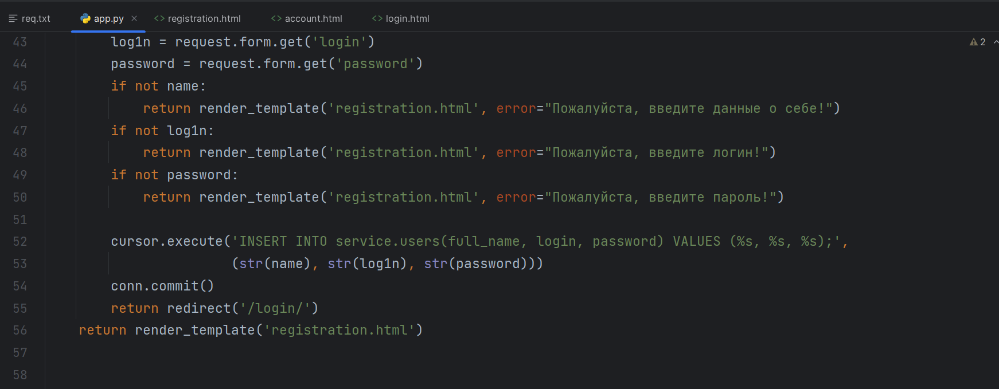 req.txt app.py registration.html account.html login.html
43 log1n = request.form.get('login') 2
44 password = request.form.get('password')
45 if not name:
46 return render_template('registration.html', error="Пожалуйста, введите данные о себе!")
47 if not log1n:
48 return render_template('registration.html', error="Пожалуйста, введите логин!")
49 if not password:
50 return render_template('registration.html', error="Пожалуйста, введите пароль!")
51
52 cursor.execute('INSERT INTO service.users(full_name, login, password) VALUES (%s, %s, %s);',
53 (str(name), str(log1n), str(password)))
54 conn.commit()
55 return redirect('/login/')
56 return render_template('registration.html')
57
58